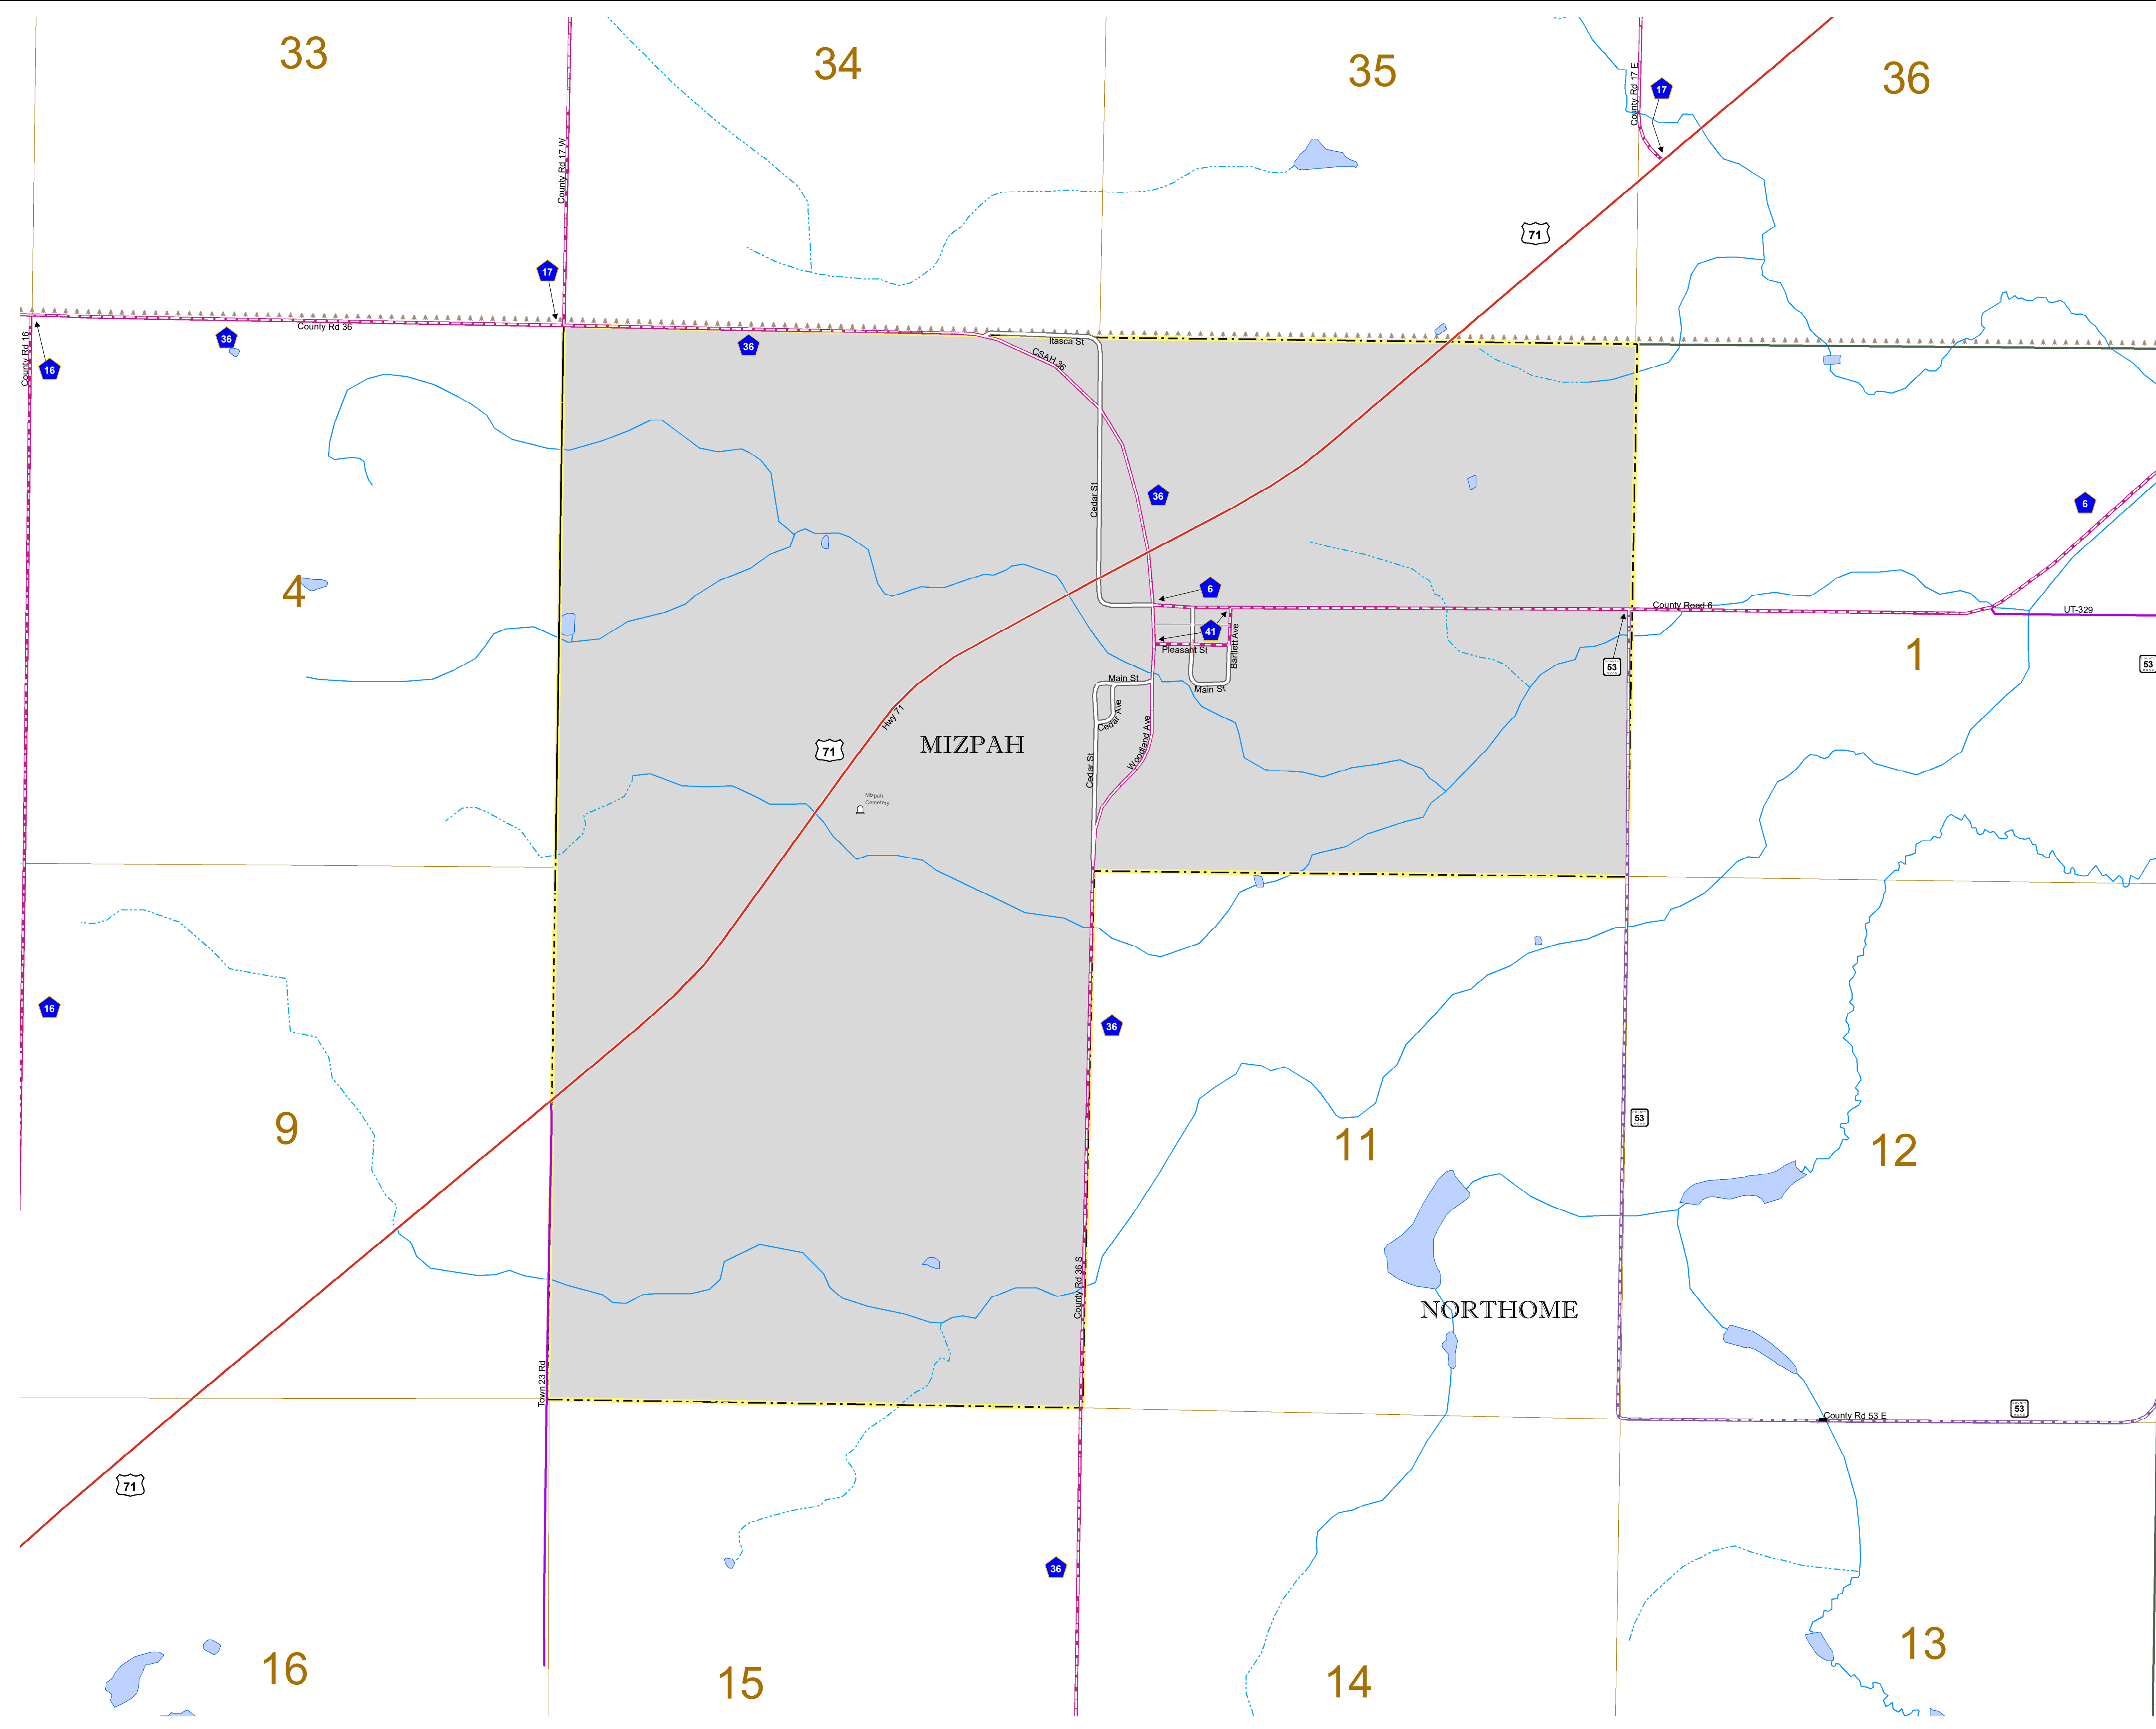 33
34
35
36
17
County Rd 17 E
County Rd 17 W
71
17
36
County Rd 36
36
Itasca St
CSAH 36
County Rd 16
16
Cedar St
36
6
4
6
County Road 6
UT-329
41
Pleasant St
Bartlett Ave
53
1
53
Main St
Main St
Cedar Ave
Woodland Ave
Hwy 71
71
MIZPAH
Cedar St
Mizpah
Cemetery
16
36
9
11
53
12
County Rd 36 S
NORTHOME
Town 23 Rd
53
County Rd 53 E
71
36
16
15
14
13